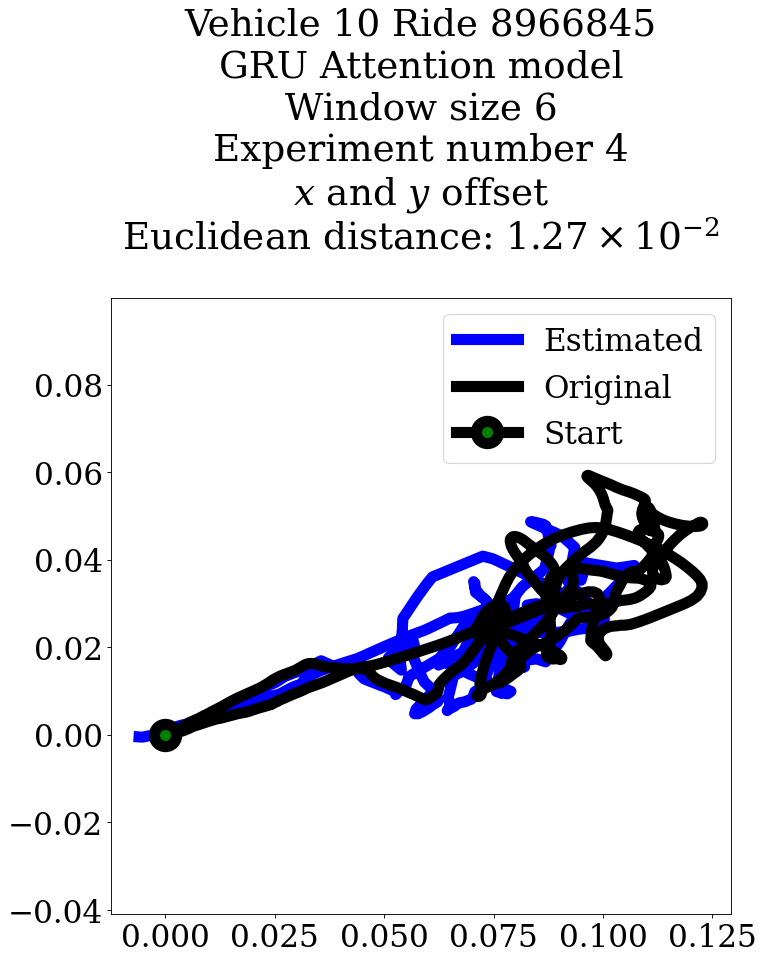 Vehicle 10 Ride 8966845
GRU Attention model
Window size 6
Experiment number 4
x and y offset
Euclidean distance: 1.27 × 10⁻²
Estimated
Original
Start
0.08
0.06
0.04
0.02
0.00
−0.02
−0.04
0.000 0.025 0.050 0.075 0.100 0.125